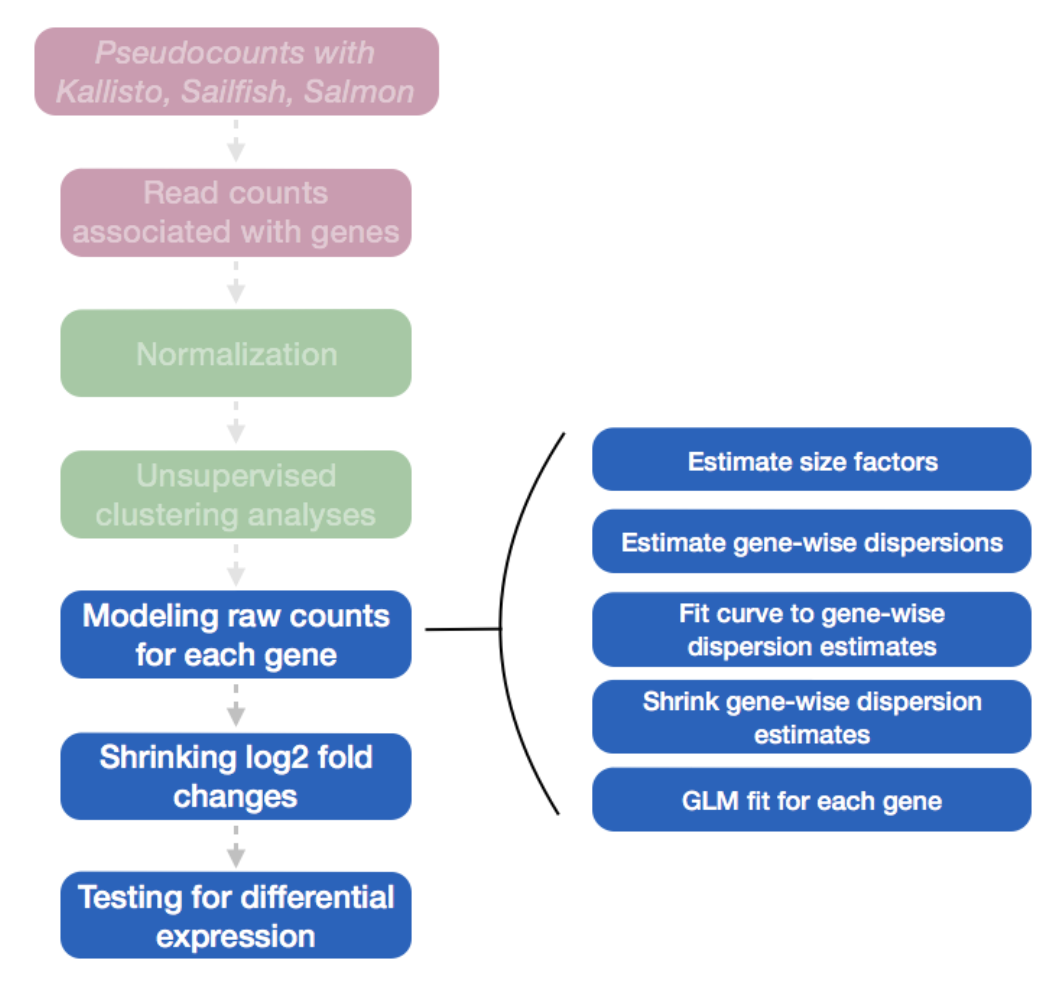 Pseudocounts with
Kallisto, Sailfish, Salmon
Read counts
associated with genes
Normalization
Unsupervised
clustering analyses
Modeling raw counts
for each gene
Shrinking log2 fold
changes
Testing for differential
expression
Estimate size factors
Estimate gene-wise dispersions
Fit curve to gene-wise
dispersion estimates
Shrink gene-wise dispersion
estimates
GLM fit for each gene